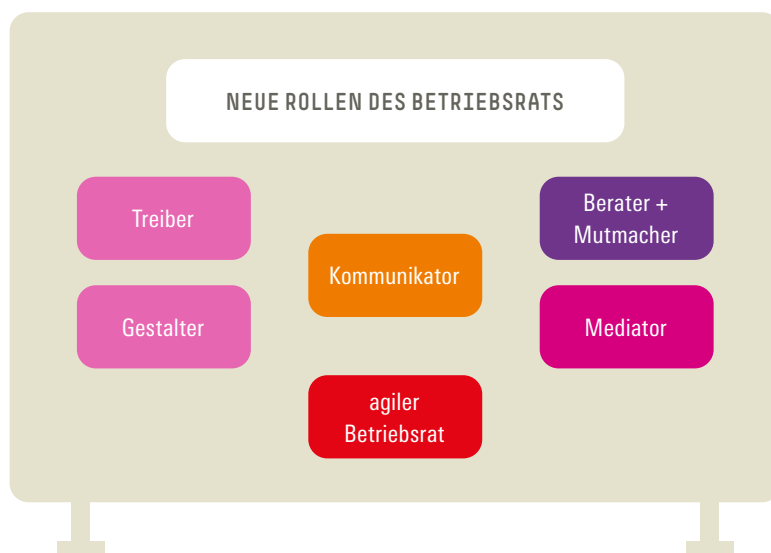 NEUE ROLLEN DES BETRIEBSRATS
Treiber
Gestalter
Kommunikator
agiler
Betriebsrat
Berater +
Mutmacher
Mediator